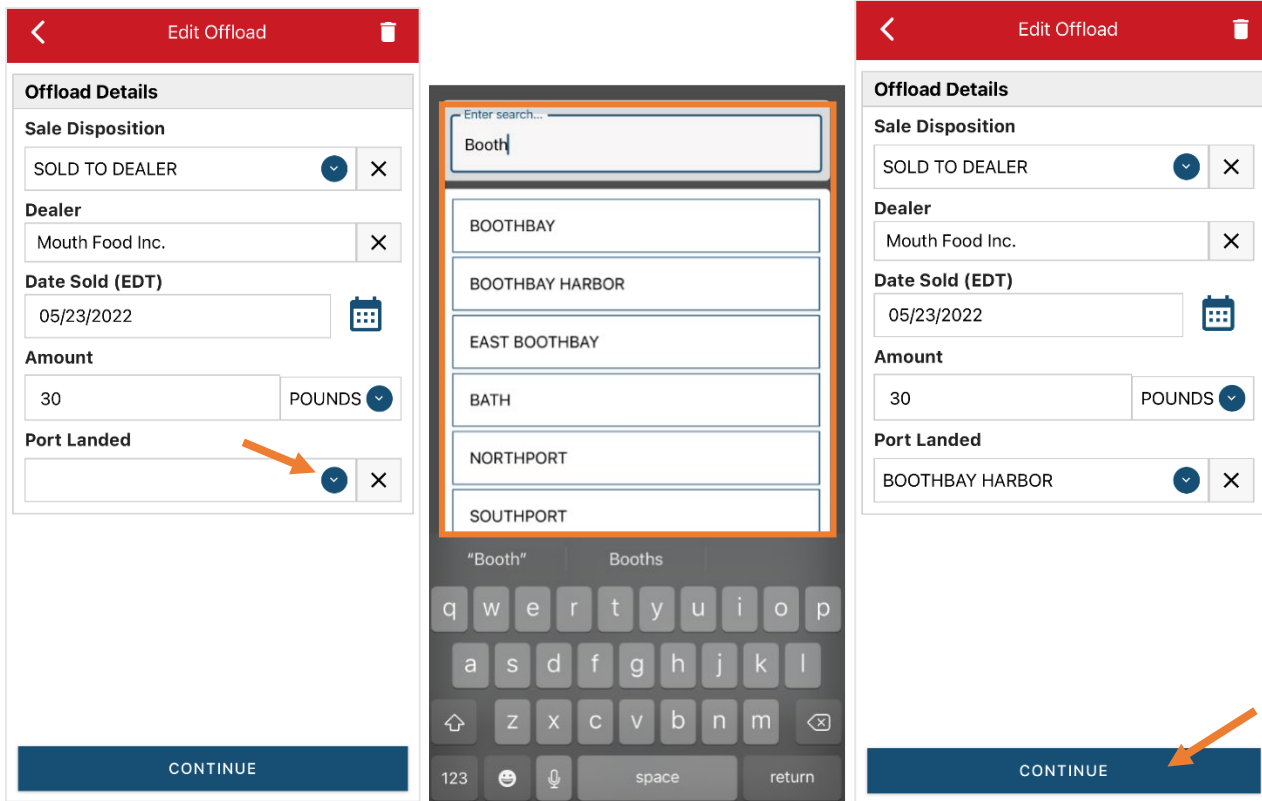 Edit Offload
Offload Details
Sale Disposition
SOLD TO DEALER
Dealer
Mouth Food Inc.
Date Sold (EDT)
05/23/2022
Amount
30 POUNDS
Port Landed
CONTINUE
Enter search...
Booth
BOOTHBAY
BOOTHBAY HARBOR
EAST BOOTHBAY
BATH
NORTHPORT
SOUTHPORT
“Booth” Booths
q w e r t y u i o p
a s d f g h j k l
z x c v b n m
123 space return
Edit Offload
Offload Details
Sale Disposition
SOLD TO DEALER
Dealer
Mouth Food Inc.
Date Sold (EDT)
05/23/2022
Amount
30 POUNDS
Port Landed
BOOTHBAY HARBOR
CONTINUE